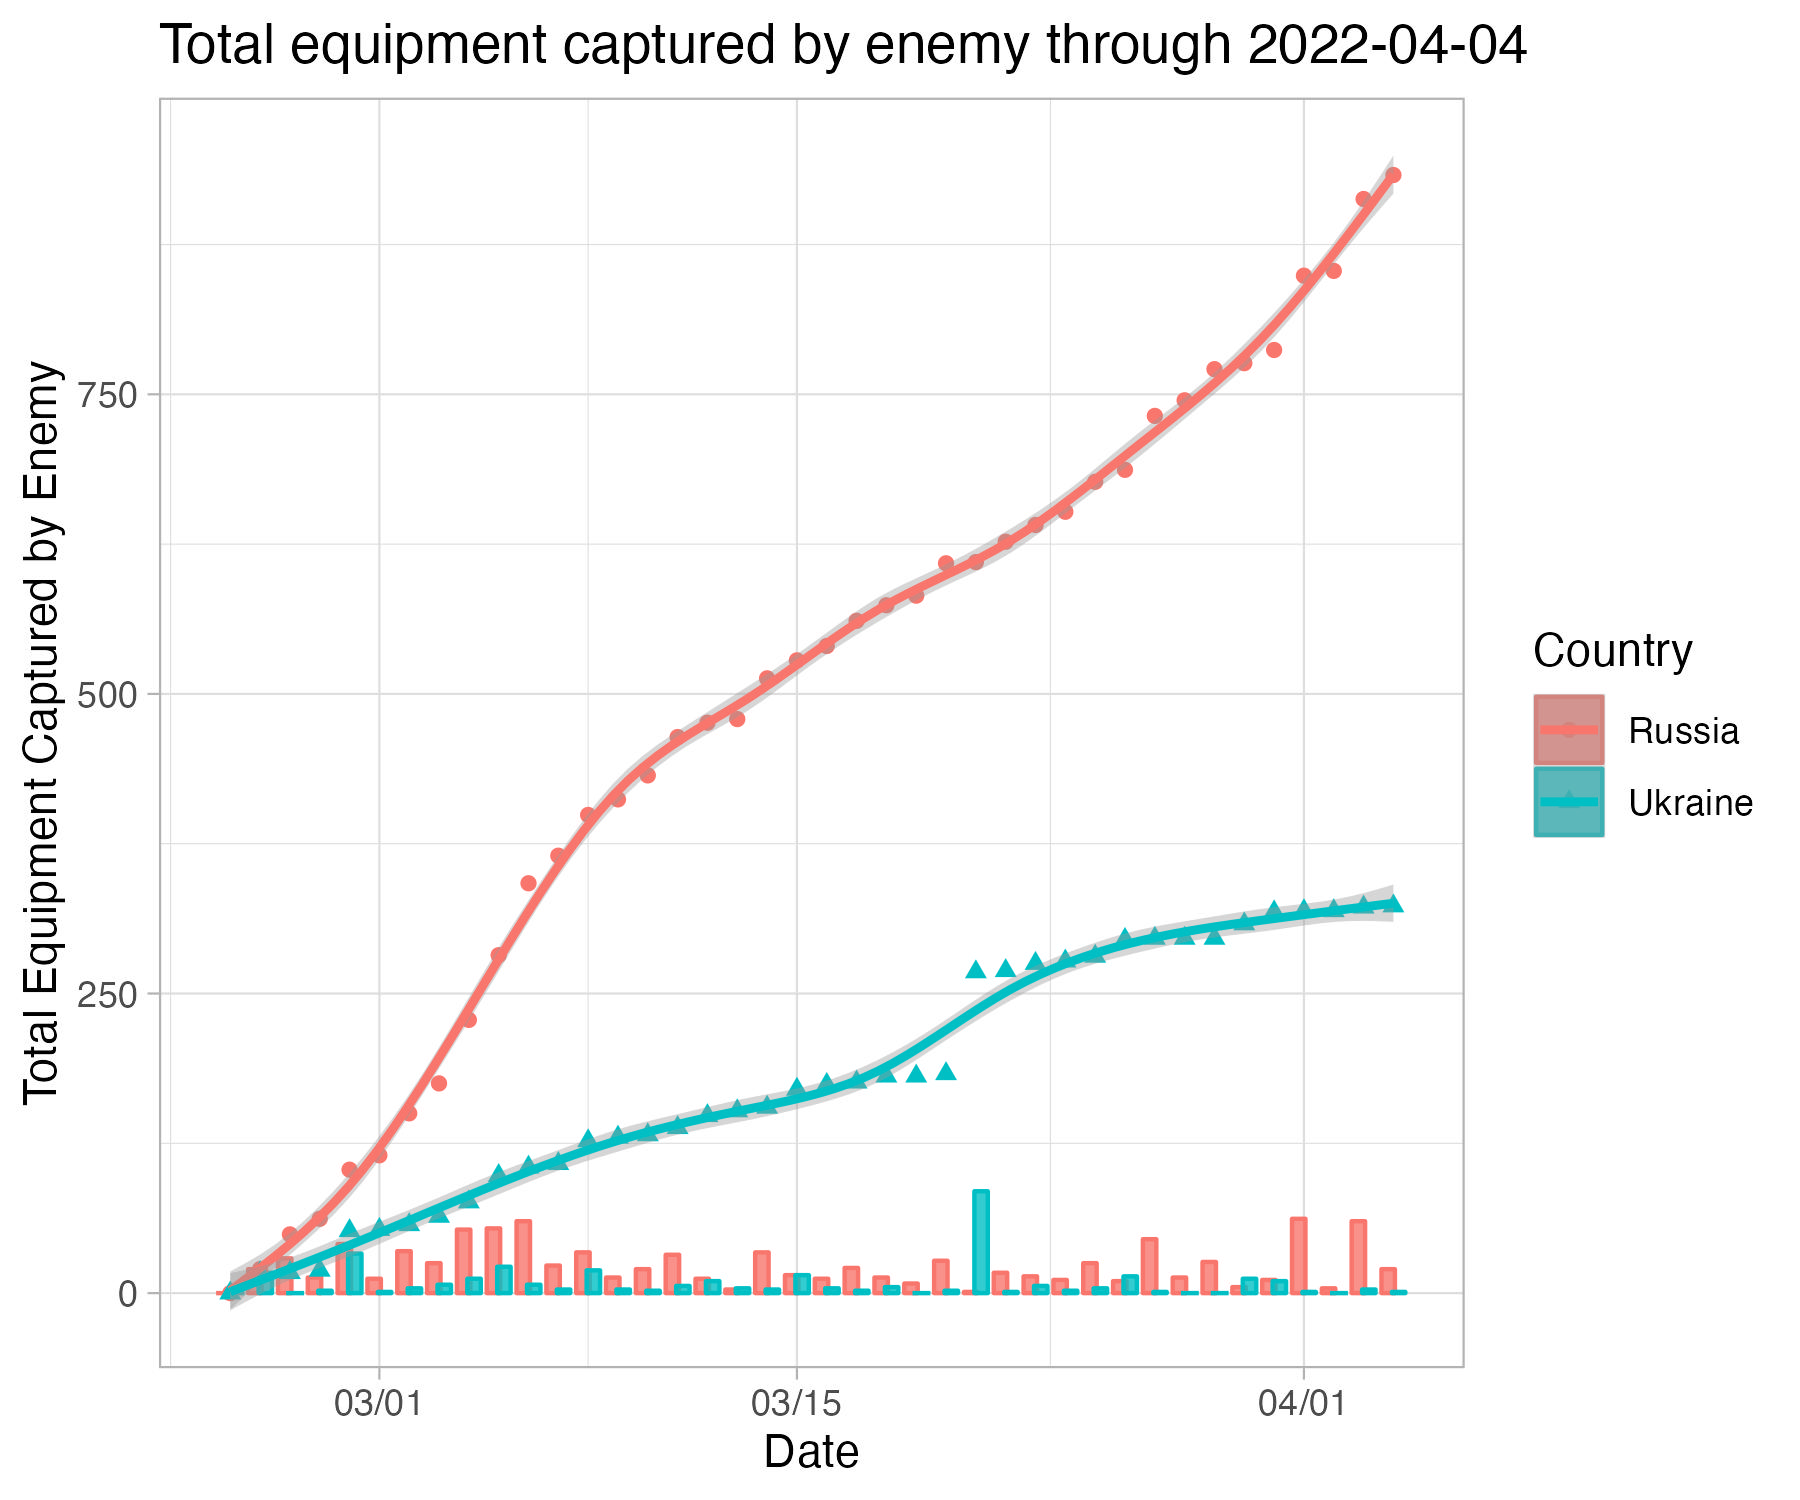 Total equipment captured by enemy through 2022-04-04
Total Equipment Captured by Enemy
750
500
250
0
03/01
03/15
04/01
Date
Country
Russia
Ukraine